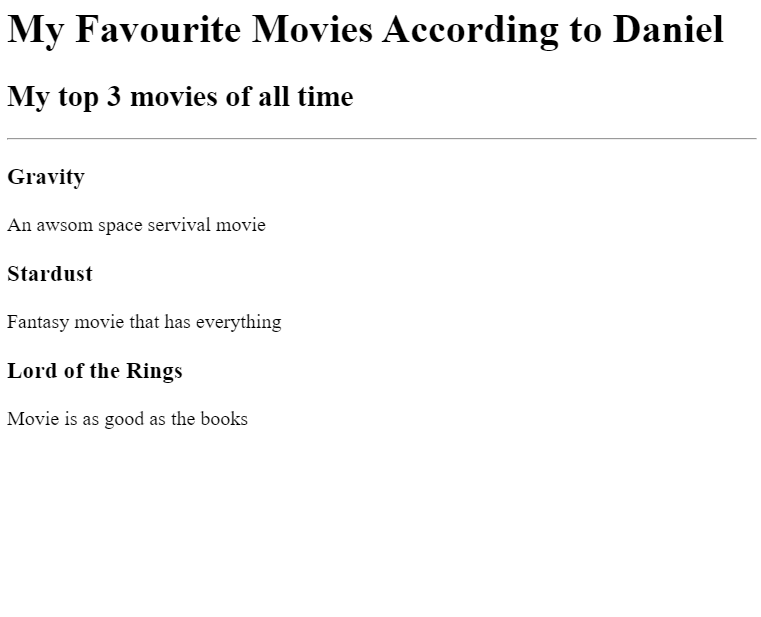 My Favourite Movies According to Daniel
My top 3 movies of all time
Gravity
An awsom space servival movie
Stardust
Fantasy movie that has everything
Lord of the Rings
Movie is as good as the books